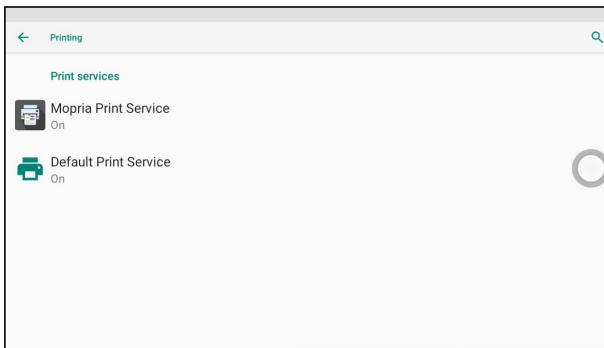 Printing
Print services
Mopria Print Service
On
Default Print Service
On